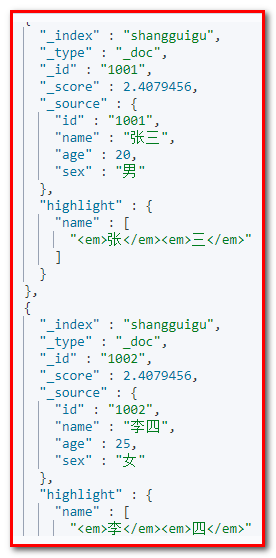 {
"_index" : "shangguigu",
"_type" : "_doc",
"_id" : "1001",
"_score" : 2.4079456,
"_source" : {
"id" : "1001",
"name" : "张三",
"age" : 20,
"sex" : "男"
},
"highlight" : {
"name" : [
"<em>张</em><em>三</em>"
]
}
},
{
"_index" : "shangguigu",
"_type" : "_doc",
"_id" : "1002",
"_score" : 2.4079456,
"_source" : {
"id" : "1002",
"name" : "李四",
"age" : 25,
"sex" : "女"
},
"highlight" : {
"name" : [
"<em>李</em><em>四</em>"